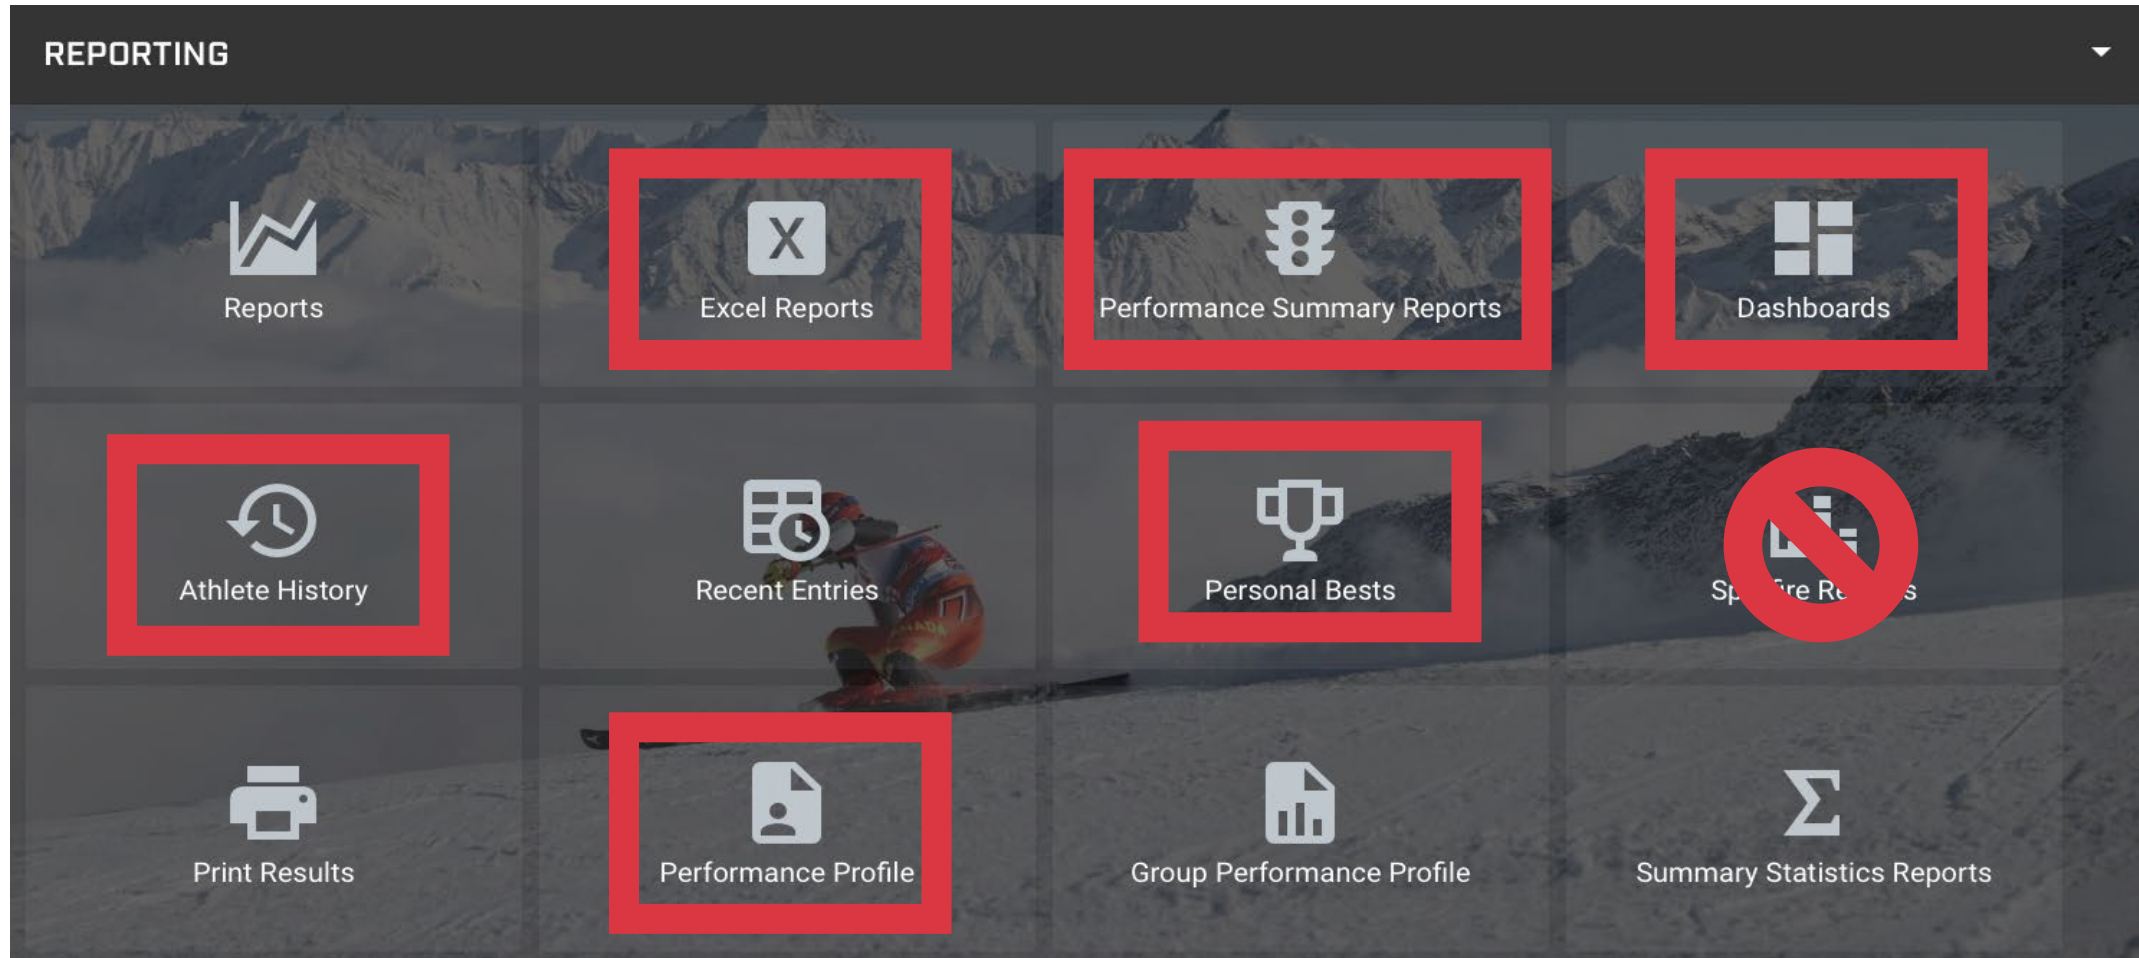 REPORTING
Reports
Excel Reports
Performance Summary Reports
Dashboards
Athlete History
Recent Entries
Personal Bests
Print Results
Performance Profile
Group Performance Profile
Summary Statistics Reports